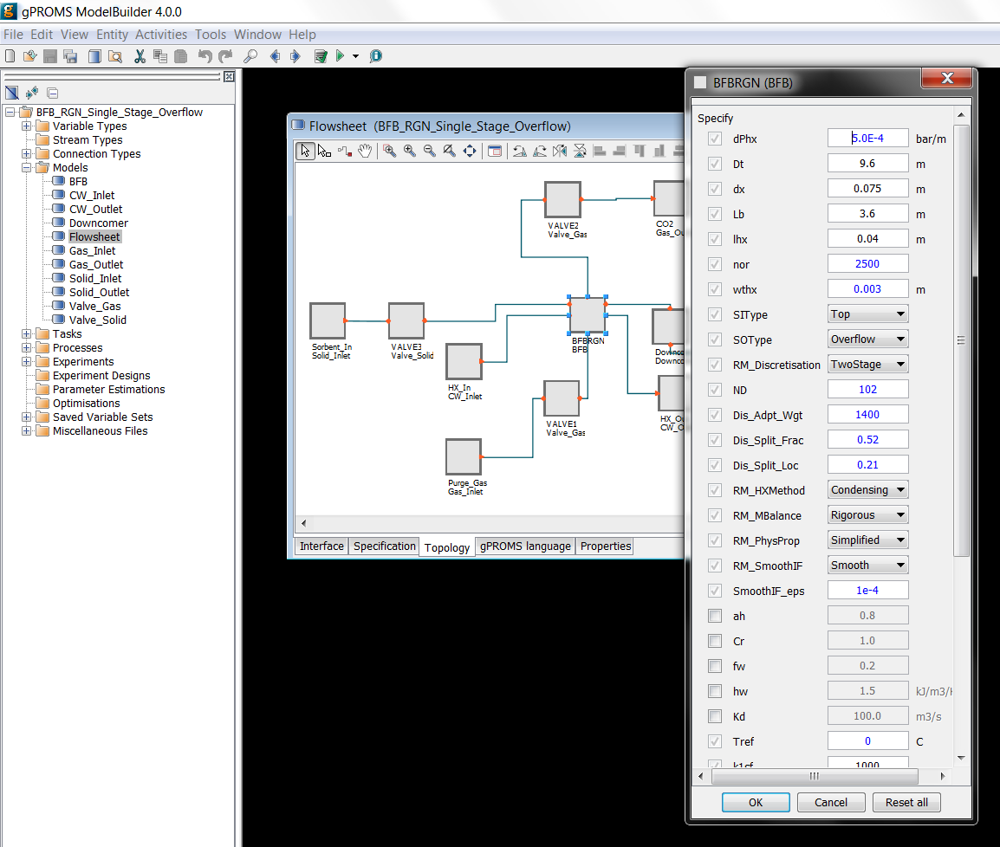 gPROMS ModelBuilder 4.0.0
File Edit View Entity Activities Tools Window Help
BFB_RGN_Single_Stage_Overflow
Variable Types
Stream Types
Connection Types
Models
BFB
CW_Inlet
CW_Outlet
Downcomer
Flowsheet
Gas_Inlet
Gas_Outlet
Solid_Inlet
Solid_Outlet
Valve_Gas
Valve_Solid
Tasks
Processes
Experiments
Experiment Designs
Parameter Estimations
Optimisations
Saved Variable Sets
Miscellaneous Files
Flowsheet (BFB_RGN_Single_Stage_Overflow)
VALVE2
Valve_Gas
CO2
Gas_Ou
Sorbent_In
Solid_Inlet
VALVE3
Valve_Solid
BFBRGN
BFB
Downc
Downco
HX_In
CW_Inlet
HX_Ou
CW_O
VALVE1
Valve_Gas
Purge_Gas
Gas_Inlet
Interface Specification Topology gPROMS language Properties
BFBRGN (BFB)
Specify
dPhx 5.0E-4 bar/m
Dt 9.6 m
dx 0.075 m
Lb 3.6 m
lhx 0.04 m
nor 2500
wthx 0.003 m
SIType Top
SOType Overflow
RM_Discretisation TwoStage
ND 102
Dis_Adpt_Wgt 1400
Dis_Split_Frac 0.52
Dis_Split_Loc 0.21
RM_HXMethod Condensing
RM_MBalance Rigorous
RM_PhysProp Simplified
RM_SmoothIF Smooth
SmoothIF_eps 1e-4
ah 0.8
Cr 1.0
fw 0.2
hw 1.5 kJ/m3/
Kd 100.0 m3/s
Tref 0 C
k1sf 1000
OK Cancel Reset all